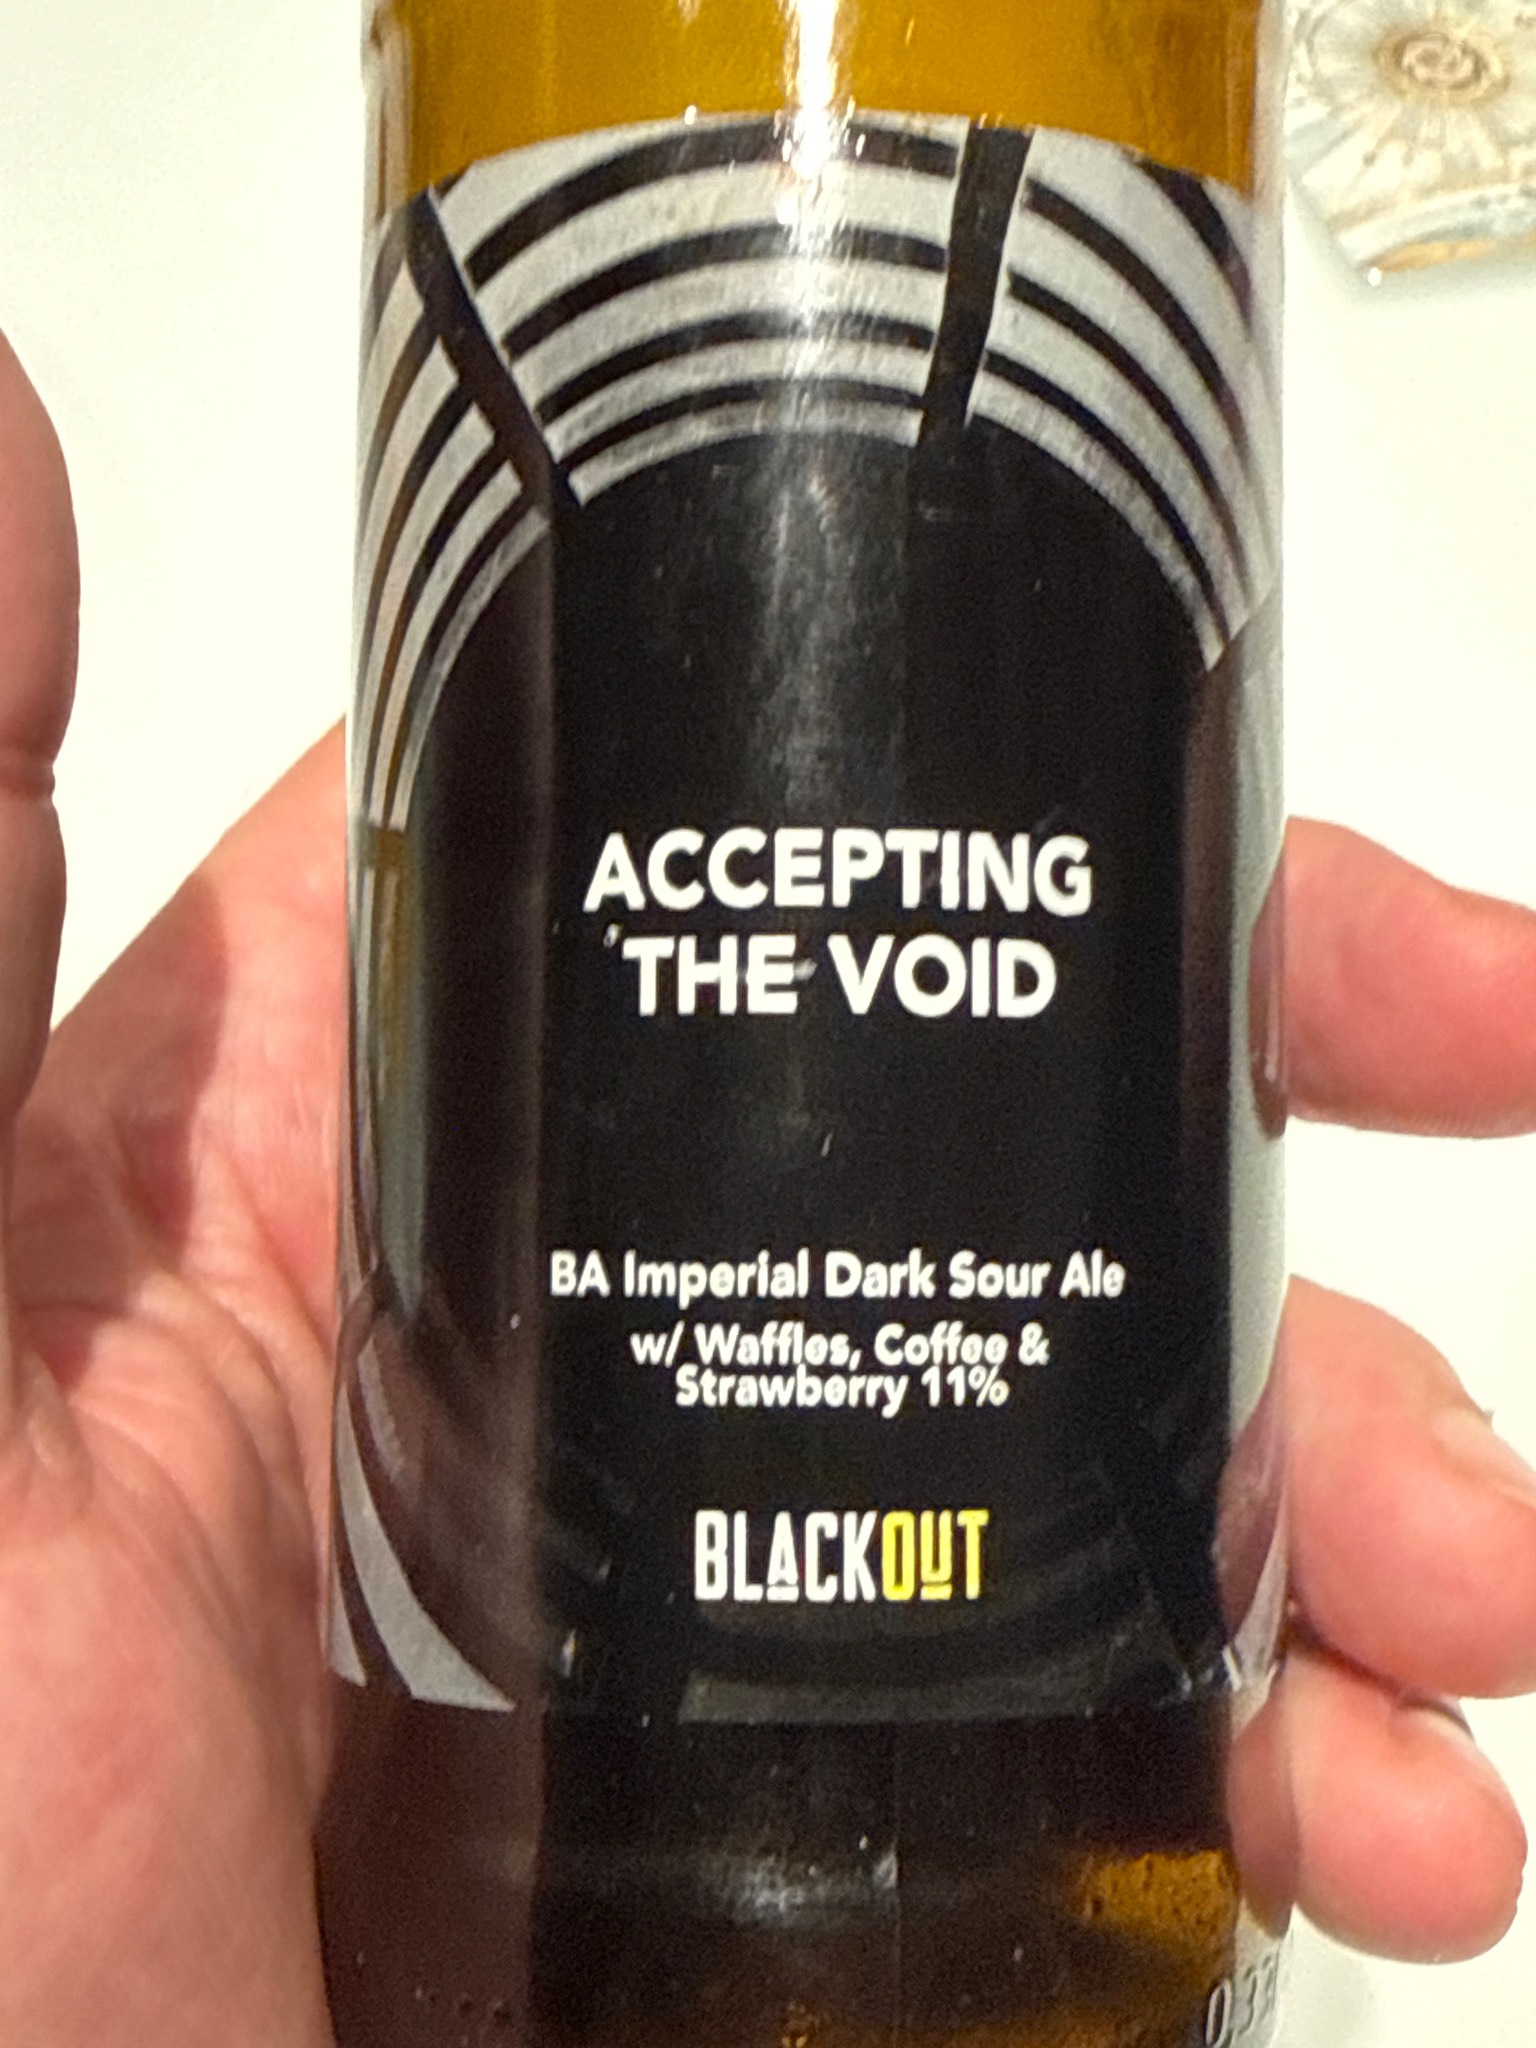 ACCEPTING
THE VOID
BA Imperial Dark Sour Ale
w/ Waffles, Coffee &
Strawberry 11%
BLACKOUT